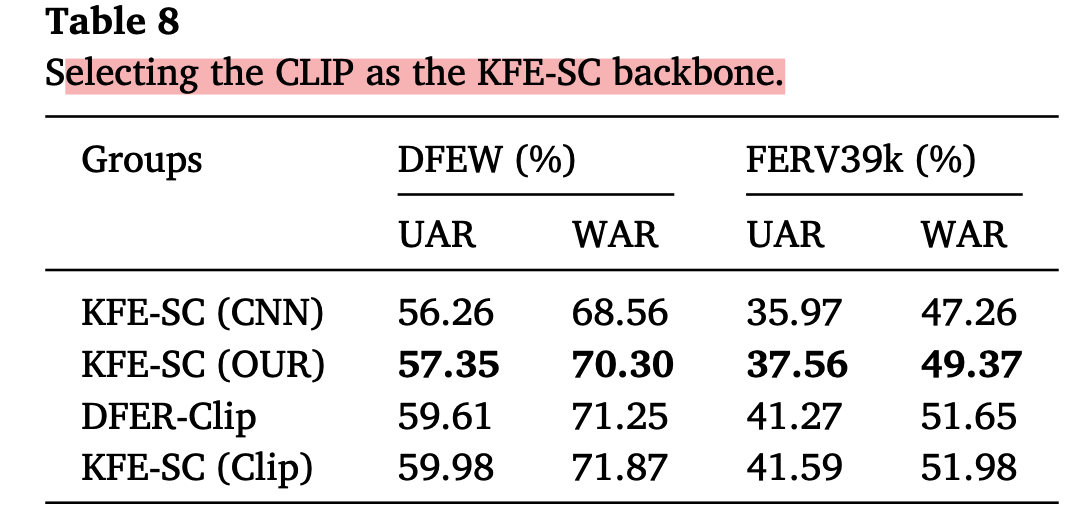 Table 8
Selecting the CLIP as the KFE-SC backbone.
Groups DFEW (%) FERV39k (%)
UAR WAR UAR WAR
KFE-SC (CNN) 56.26 68.56 35.97 47.26
KFE-SC (OUR) 57.35 70.30 37.56 49.37
DFER-Clip 59.61 71.25 41.27 51.65
KFE-SC (Clip) 59.98 71.87 41.59 51.98